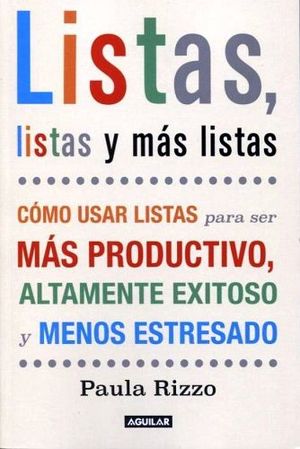 Listas,
listas y más listas
CÓMO USAR LISTAS para ser
MÁS PRODUCTIVO,
ALTAMENTE EXITOSO
y MENOS ESTRESADO
Paula Rizzo
AGUILAR